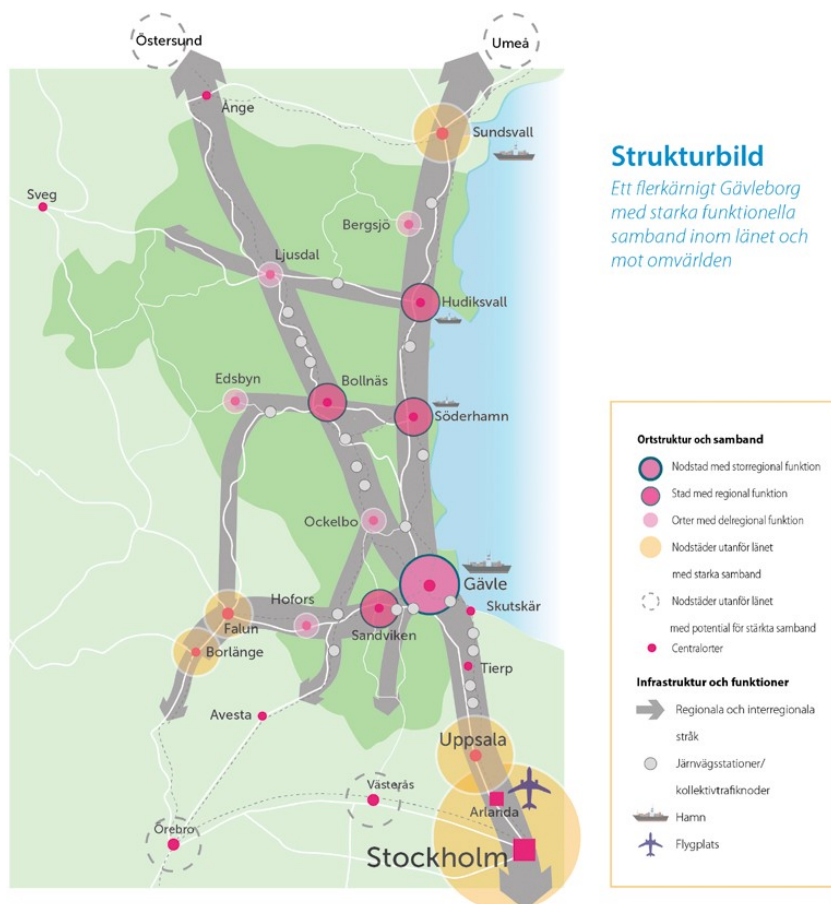 Östersund
Umeå
Ånge
Sundsvall
Sveg
Bergsjö
Ljusdal
Hudiksvall
Edsbyn
Bollnäs
Söderhamn
Ockelbo
Gävle
Hofors
Skutskär
Falun
Sandviken
Borlänge
Tierp
Avesta
Uppsala
Västerås
Arlanda
Örebro
Stockholm
Strukturbild
Ett flerkärnigt Gävleborg
med starka funktionella
samband inom länet och
mot omvärlden
Ortstruktur och samband
Nodstad med storregional funktion
Stad med regional funktion
Orter med delregional funktion
Nodstäder utanför länet
med starka samband
Nodstäder utanför länet
med potential för stärkta samband
Centralorter
Infrastruktur och funktioner
Regionala och interregionala
stråk
Järnvägsstationer/
kollektivtrafiknoder
Hamn
Flygplats